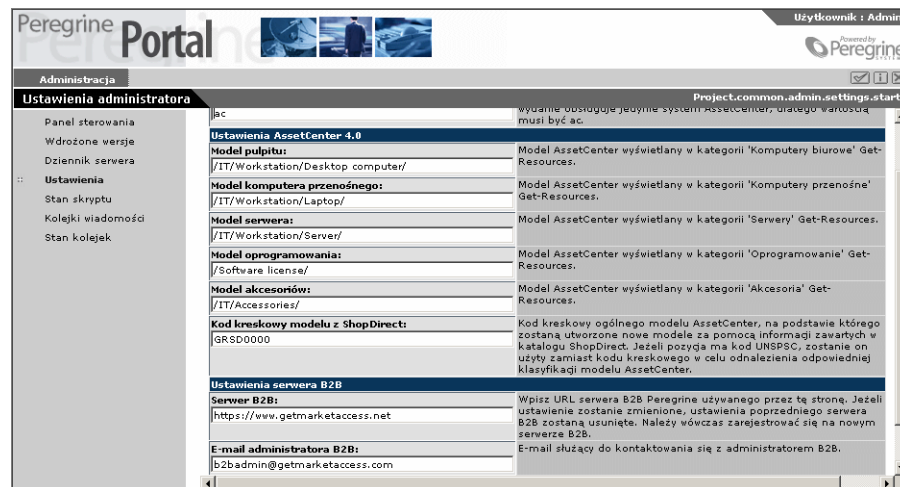 Peregrine Portal
Użytkownik : Admin
Powered by
Peregrine
SYSTEMS
Administracja
Ustawienia administratora
Project.common.admin.settings.start
Panel sterowania
Wdrożone wersje
Dziennik serwera
Ustawienia
Stan skryptu
Kolejki wiadomości
Stan kolejek
ac
wydanie obsługuje jedynie system AssetCenter, dlatego wartością
musi być ac.
Ustawienia AssetCenter 4.0
Model pulpitu:
/IT/Workstation/Desktop computer/
Model AssetCenter wyświetlany w kategorii 'Komputery biurowe' Get-
Resources.
Model komputera przenośnego:
/IT/Workstation/Laptop/
Model AssetCenter wyświetlany w kategorii 'Komputery przenośne'
Get-Resources.
Model serwera:
/IT/Workstation/Server/
Model AssetCenter wyświetlany w kategorii 'Serwery' Get-Resources.
Model oprogramowania:
/Software license/
Model AssetCenter wyświetlany w kategorii 'Oprogramowanie' Get-
Resources.
Model akcesoriów:
/IT/Accessories/
Model AssetCenter wyświetlany w kategorii 'Akcesoria' Get-
Resources.
Kod kreskowy modelu z ShopDirect:
GRSD0000
Kod kreskowy ogólnego modelu AssetCenter, na podstawie którego
zostaną utworzone nowe modele za pomocą informacji zawartych w
katalogu ShopDirect. Jeżeli pozycja ma kod UNSPSC, zostanie on
użyty zamiast kodu kreskowego w celu odnalezienia odpowiedniej
klasyfikacji modelu AssetCenter.
Ustawienia serwera B2B
Serwer B2B:
https://www.getmarketaccess.net
Wpisz URL serwera B2B Peregrine używanego przez tę stronę. Jeżeli
ustawienie zostanie zmienione, ustawienia poprzedniego serwera
B2B zostaną usunięte. Należy wówczas zarejestrować się na nowym
serwerze B2B.
E-mail administratora B2B:
b2badmin@getmarketaccess.com
E-mail służący do kontaktowania się z administratorem B2B.